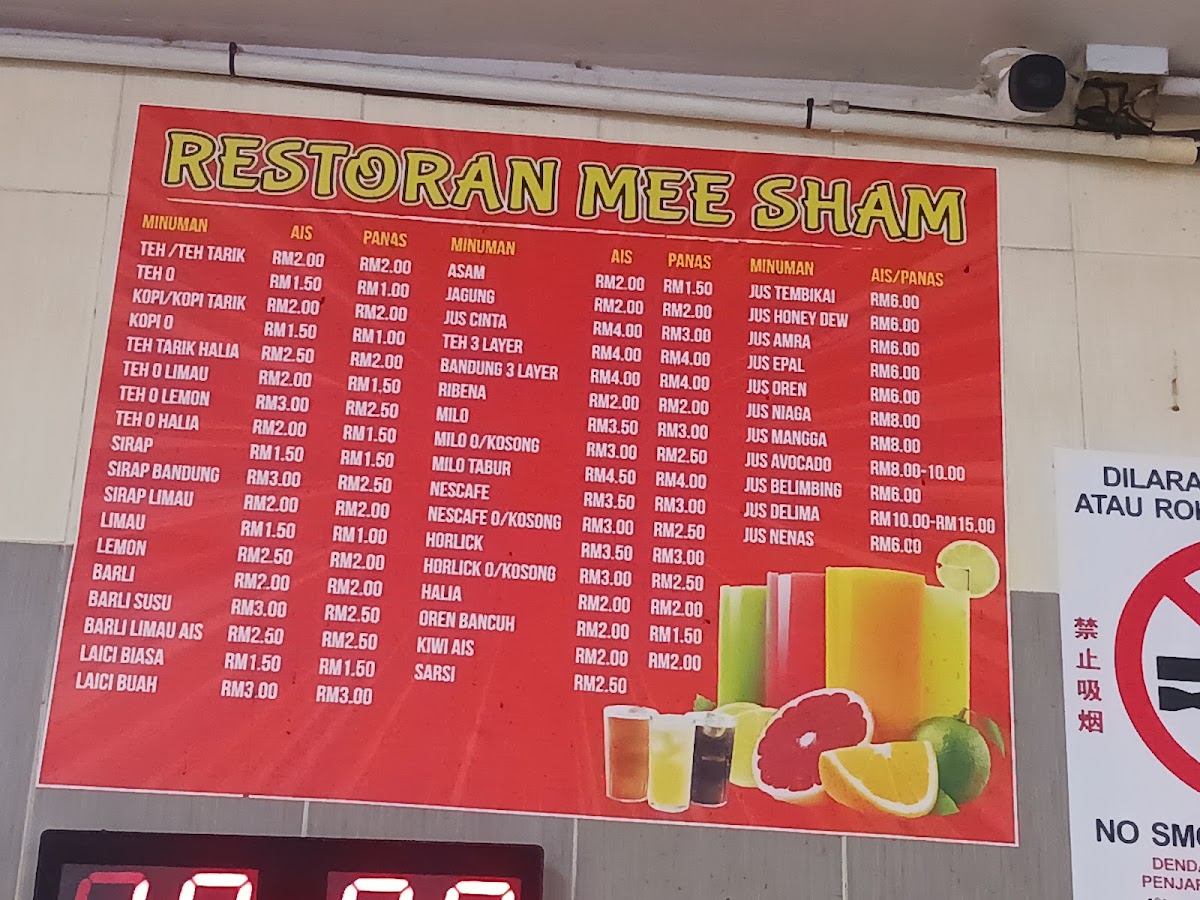 RESTORAN MEE SHAM
MINUMAN AIS PANAS
TEH /TEH TARIK RM2.00 RM2.00
TEH O RM1.50 RM1.00
KOPI/KOPI TARIK RM2.00 RM2.00
KOPI O RM1.50 RM1.00
TEH TARIK HALIA RM2.50 RM2.00
TEH O LIMAU RM2.00 RM1,50
TEH O LEMON RM3.00 RM2.50
TEH O HALIA RM2.00 RM1.50
SIRAP RM1.50 RM1.50
SIRAP BANDUNG RM3.00 RM2.50
SIRAP LIMAU RM2.00 RM2.00
LIMAU RM1.50 RM1.00
LEMON RM2.50 RM2.00
BARLI RM2.00 RM2.00
BARLI SUSU RM3.00 RM2.50
BARLI LIMAU AIS RM2.50 RM2.50
LAICI BIASA RM1.50 RM1.50
LAICI BUAH RM3.00 RM3.00
MINUMAN AIS PANAS
ASAM RM2.00 RM1.50
JAGUNG RM2.00 RM2.00
JUS CINTA RM4.00 RM3.00
TEH 3 LAYER RM4.00 RM4.00
BANDUNG 3 LAYER RM4.00 RM4.00
RIBENA RM2.00 RM2.00
MILO RM3.50 RM3.00
MILO O/KOSONG RM3.00 RM2.50
MILO TABUR RM4.50 RM4.00
NESCAFE RM3.50 RM3.00
NESCAFE O/KOSONG RM3.00 RM2.50
HORLICK RM3.50 RM3.00
HORLICK O/KOSONG RM3.00 RM2.50
HALIA RM2.00 RM2.00
OREN BANCUH RM2.00 RM1.50
KIWI AIS RM2.00 RM2.00
SARSI RM2.50
MINUMAN AIS/PANAS
JUS TEMBIKAI RM6.00
JUS HONEY DEW RM6.00
JUS AMRA RM6.00
JUS EPAL RM6.00
JUS OREN RM6.00
JUS NIAGA RM8.00
JUS MANGGA RM8.00
JUS AVOCADO RM8.00-10.00
JUS BELIMBING RM6.00
JUS DELIMA RM10.00-RM15.00
JUS NENAS RM6.00
DILARA
ATAU ROK
禁止吸烟
NO SMO
DENDA
PENJAR